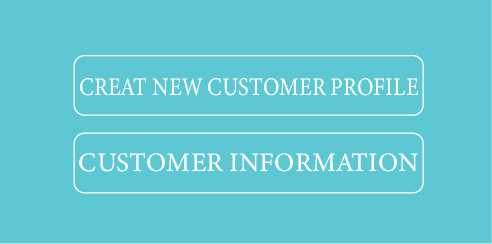 CREAT NEW CUSTOMER PROFILE
CUSTOMER INFORMATION